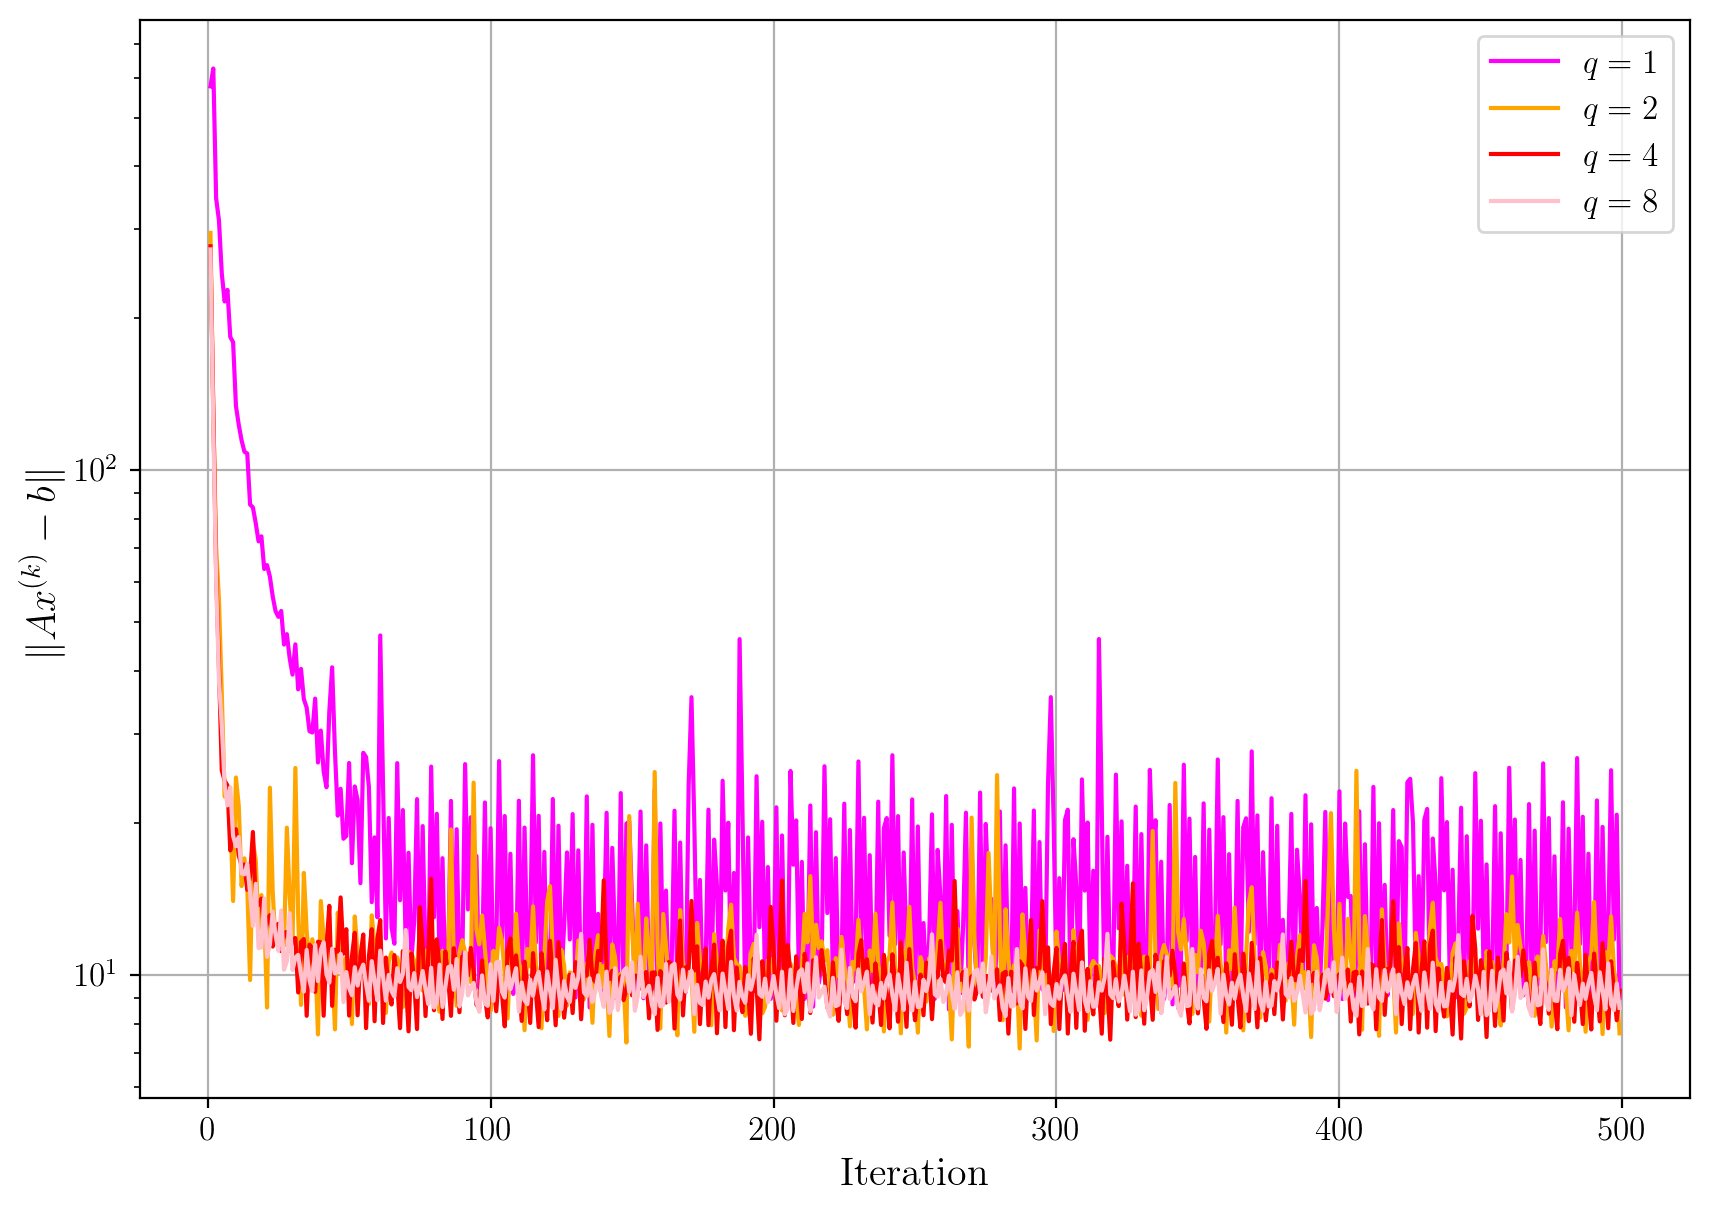 q = 1
q = 2
q = 4
q = 8
||Ax^{(k)} − b||
10^2
10^1
0 100 200 300 400 500
Iteration